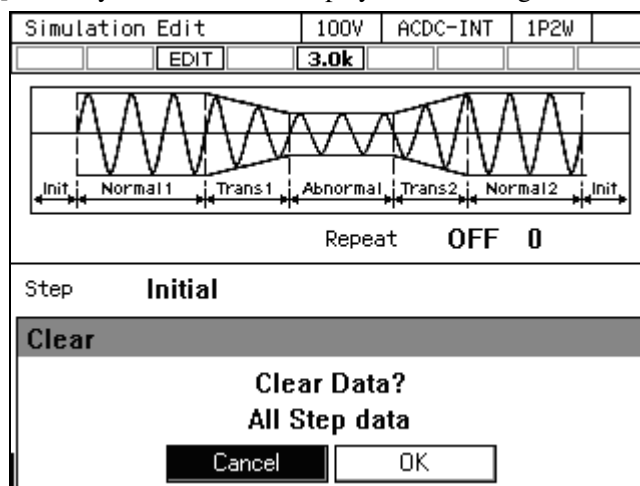 Simulation Edit 100V ACDC-INT 1P2W
EDIT 3.0k
Init Normal1 Trans1 Abnormal Trans2 Normal2 Init
Repeat OFF 0
Step Initial
Clear
Clear Data?
All Step data
Cancel OK